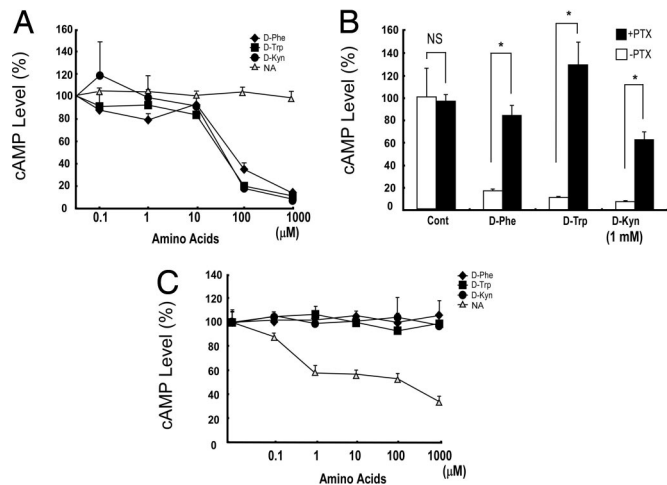 A
D-Phe
D-Trp
D-Kyn
NA
cAMP Level (%)
160
140
120
100
80
60
40
20
0.1
1
10
100
1000
(μM)
Amino Acids
B
NS
*
*
*
+PTX
-PTX
cAMP Level (%)
160
140
120
100
80
60
40
20
0
Cont
D-Phe
D-Trp
D-Kyn
(1 mM)
C
D-Phe
D-Trp
D-Kyn
NA
cAMP Level (%)
140
120
100
80
60
40
20
0
0.1
1
10
100
1000
(μM)
Amino Acids